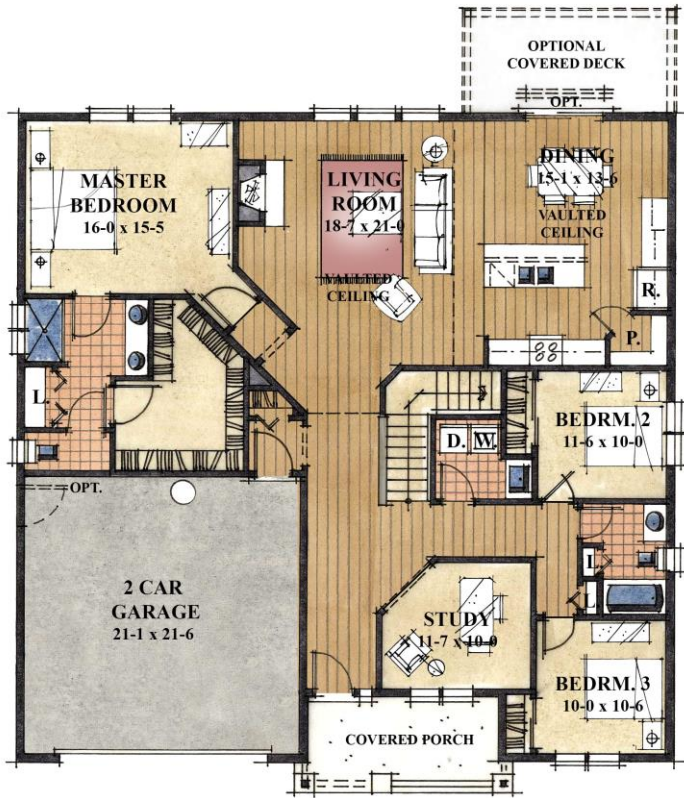 OPTIONAL
COVERED DECK
OPT.
MASTER
BEDROOM
16-0 x 15-5
LIVING
ROOM
18-7 x 21-0
VAULTED
CEILING
DINING
15-1 x 13-6
VAULTED
CEILING
R.
P.
L.
D.
W.
BEDRM. 2
11-6 x 10-0
OPT.
2 CAR
GARAGE
21-1 x 21-6
L
L
STUDY
11-7 x 10-0
BEDRM. 3
10-0 x 10-6
COVERED PORCH